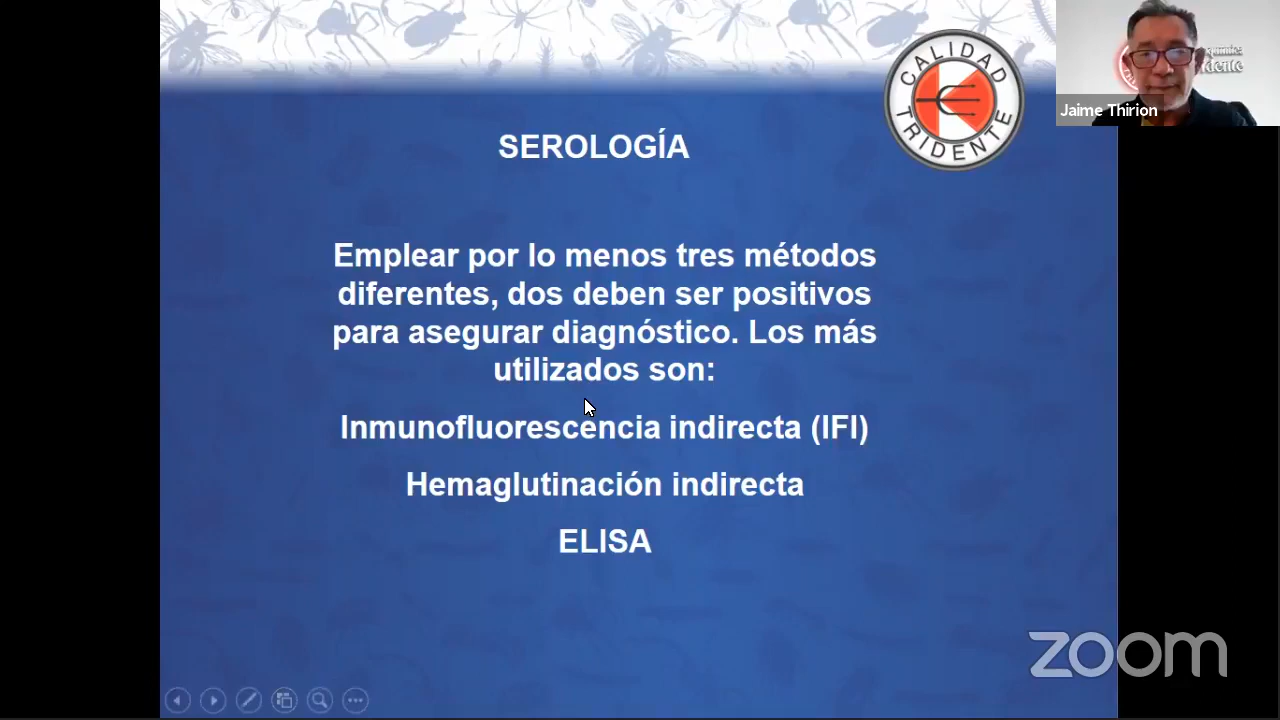 CALIDAD
TRIDENTE
Jaime Thirion
SEROLOGÍA
Emplear por lo menos tres métodos
diferentes, dos deben ser positivos
para asegurar diagnóstico. Los más
utilizados son:
Inmunofluorescencia indirecta (IFI)
Hemaglutinación indirecta
ELISA
zoom